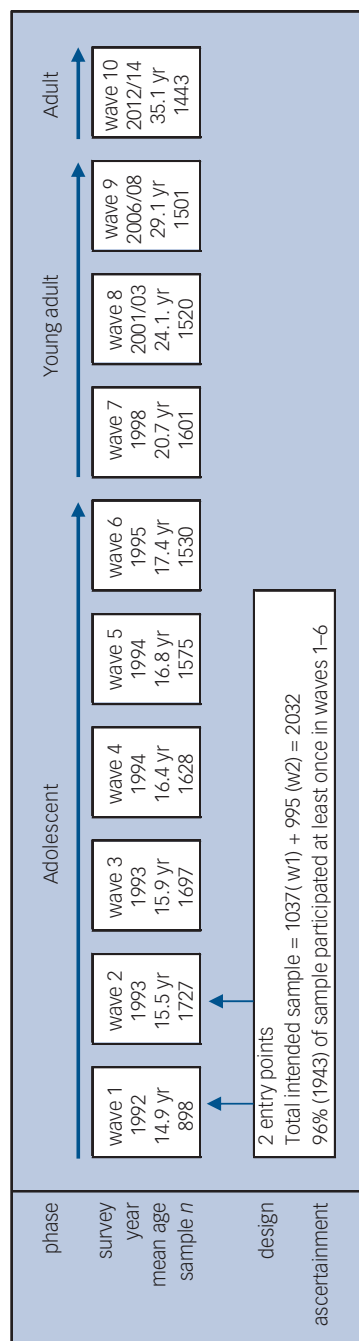 phase
Adolescent
Young adult
Adult
survey
year
mean age
sample n
wave 1
1992
14.9 yr
898
wave 2
1993
15.5 yr
1727
wave 3
1993
15.9 yr
1697
wave 4
1994
16.4 yr
1628
wave 5
1994
16.8 yr
1575
wave 6
1995
17.4 yr
1530
wave 7
1998
20.7 yr
1601
wave 8
2001/03
24.1. yr
1520
wave 9
2006/08
29.1 yr
1501
wave 10
2012/14
35.1 yr
1443
design
ascertainment
2 entry points
Total intended sample = 1037( w1) + 995 (w2) = 2032
96% (1943) of sample participated at least once in waves 1–6